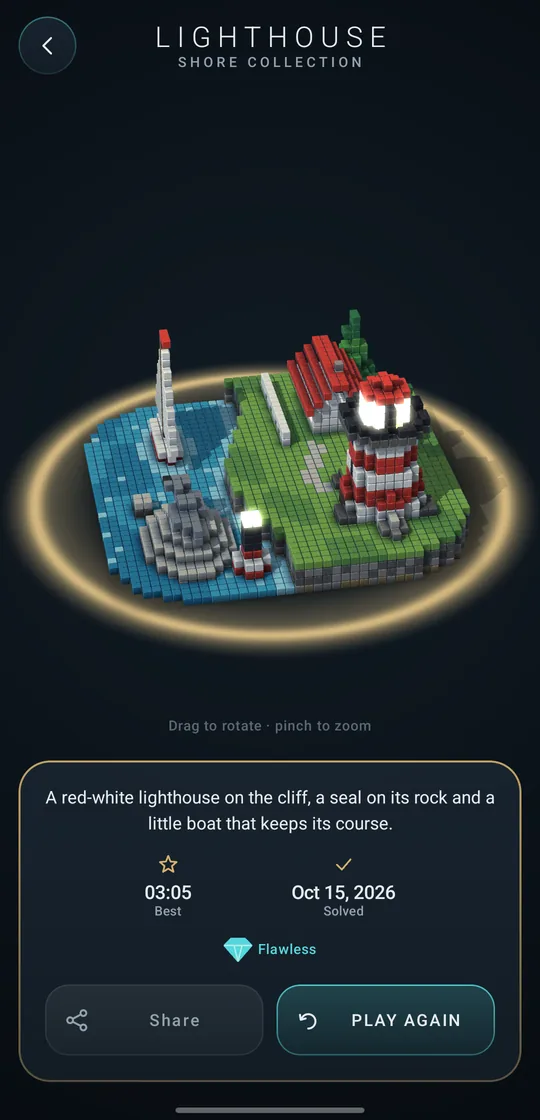 LIGHTHOUSE
SHORE COLLECTION
Drag to rotate · pinch to zoom
A red-white lighthouse on the cliff, a seal on its rock and a
little boat that keeps its course.
03:05
Best
Oct 15, 2026
Solved
Flawless
Share
PLAY AGAIN